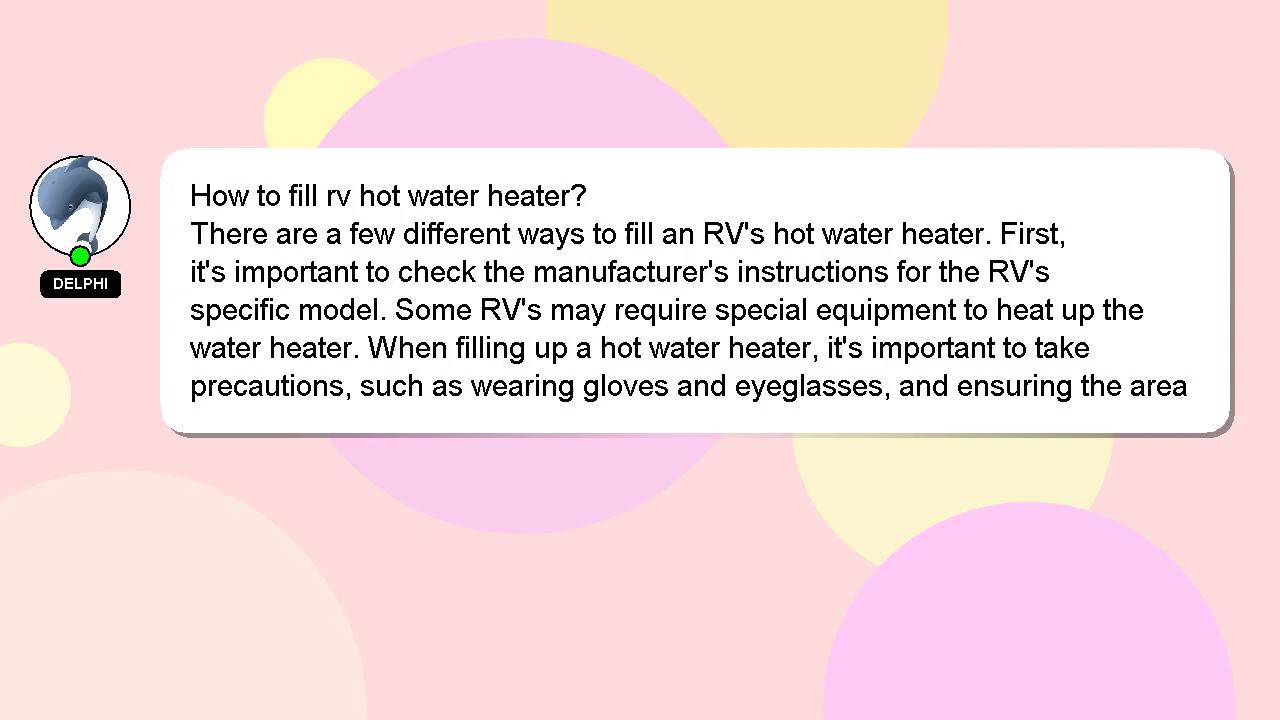 How to fill rv hot water heater?
There are a few different ways to fill an RV's hot water heater. First,
it's important to check the manufacturer's instructions for the RV's
specific model. Some RV's may require special equipment to heat up the
water heater. When filling up a hot water heater, it's important to take
precautions, such as wearing gloves and eyeglasses, and ensuring the area
DELPHI